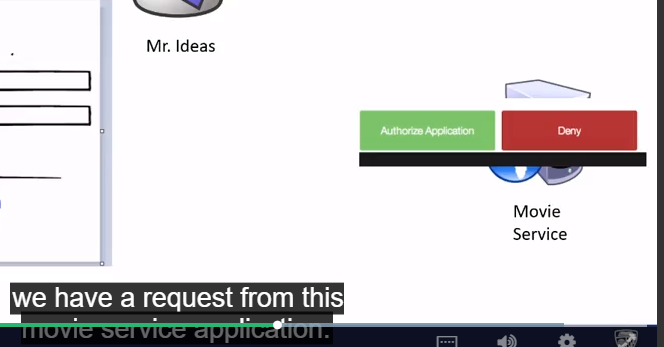 Mr. Ideas
Authorize Application
Deny
Movie
Service
we have a request from this
movie service application.